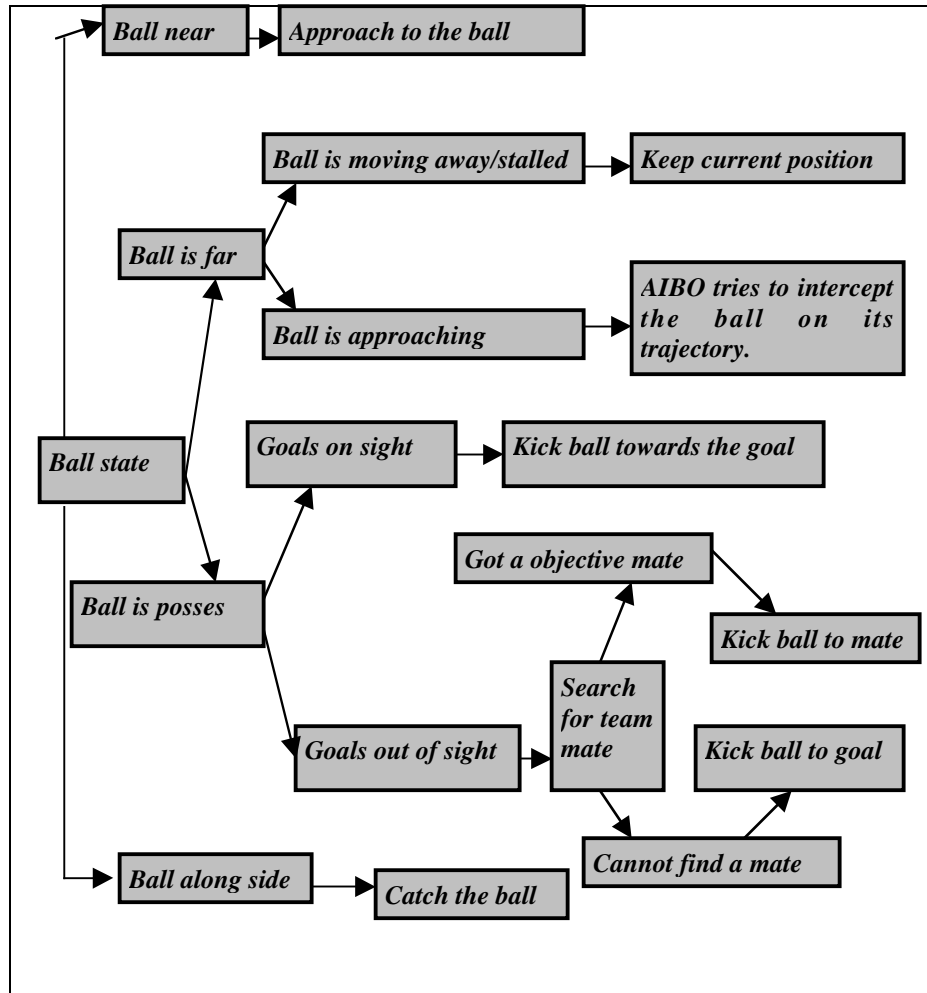 Ball near
Approach to the ball
Ball is moving away/stalled
Keep current position
Ball is far
AIBO tries to intercept
the ball on its
trajectory.
Ball is approaching
Goals on sight
Kick ball towards the goal
Ball state
Got a objective mate
Ball is posses
Kick ball to mate
Search
for team
mate
Goals out of sight
Kick ball to goal
Cannot find a mate
Ball along side
Catch the ball